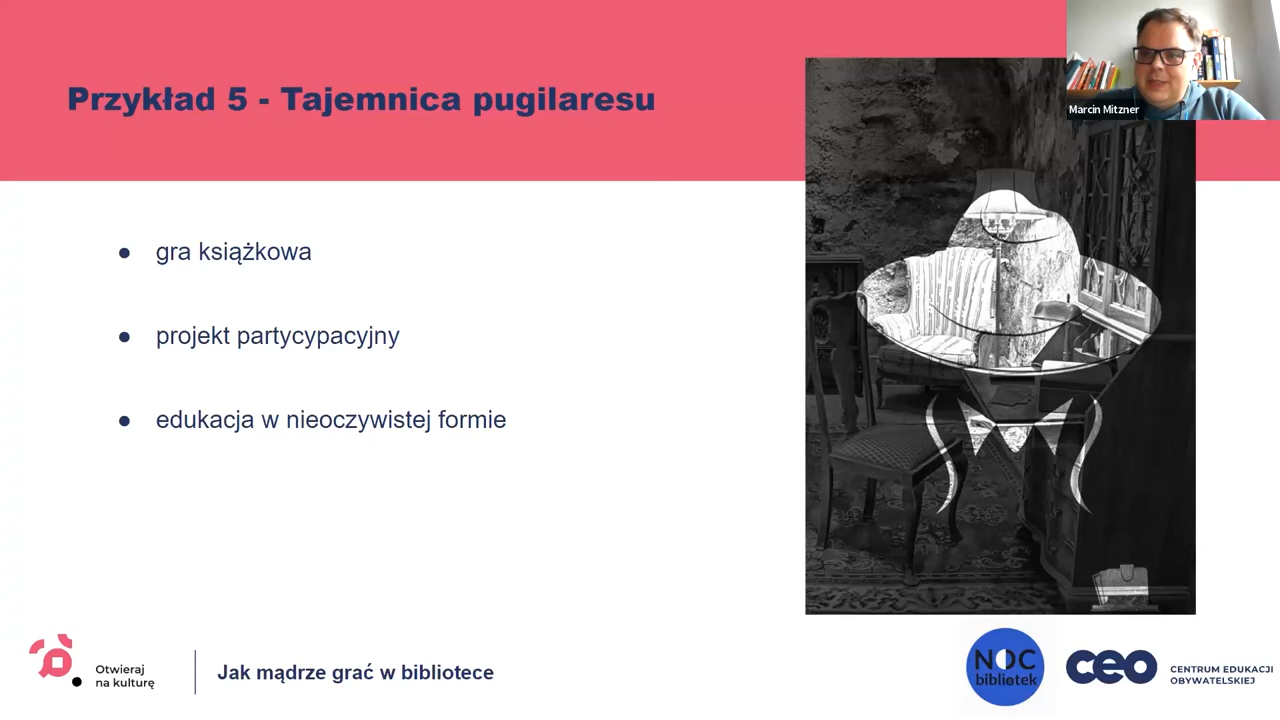 Przykład 5 - Tajemnica pugilaresu
Marcin Mitzner
● gra książkowa
● projekt partycypacyjny
● edukacja w nieoczywistej formie
Otwieraj
na kulturę
Jak mądrze grać w bibliotece
NOC
bibliotek
ceo
CENTRUM EDUKACJI
OBYWATELSKIEJ